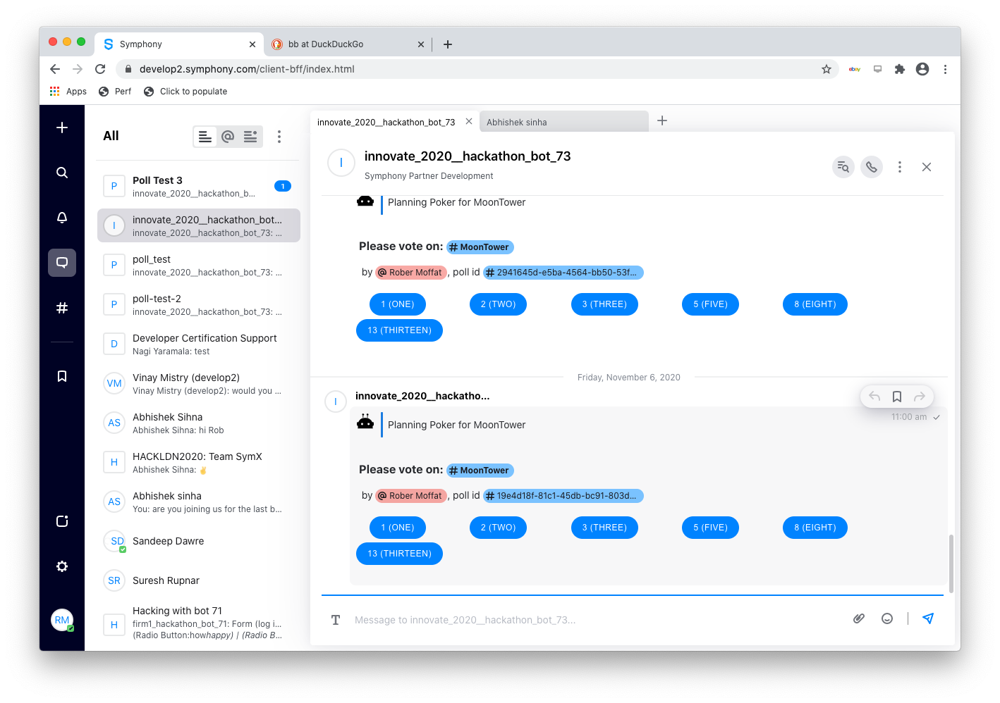 Symphony
bb at DuckDuckGo
develop2.symphony.com/client-bff/index.html
ebay
Apps
Perf
Click to populate
All
Poll Test 3
innovate_2020__hackathon_b...
1
I
innovate_2020__hackathon_bot...
innovate_2020__hackathon_bot_73: ...
P
poll_test
innovate_2020__hackathon_bot_73: ...
P
poll-test-2
innovate_2020__hackathon_bot_73: ...
P
Developer Certification Support
Nagi Yaramala: test
D
Vinay Mistry (develop2)
Vinay Mistry (develop2): would you ...
VM
Abhishek Sihna
Abhishek Sihna: hi Rob
AS
HACKLDN2020: Team SymX
Abhishek Sihna: ✌
H
Abhishek sinha
You: are you joining us for the last b...
AS
Sandeep Dawre
SD
Suresh Rupnar
SR
Hacking with bot 71
firm1_hackathon_bot_71: Form (log i...
(Radio Button:howhappy) | (Radio B...
H
RM
innovate_2020__hackathon_bot_73
Abhishek sinha
I
innovate_2020__hackathon_bot_73
Symphony Partner Development
Planning Poker for MoonTower
Please vote on: # MoonTower
by @ Rober Moffat , poll id # 2941645d-e5ba-4564-bb50-53f...
1 (ONE) 2 (TWO) 3 (THREE) 5 (FIVE) 8 (EIGHT)
13 (THIRTEEN)
Friday, November 6, 2020
I
innovate_2020__hackatho...
Planning Poker for MoonTower
11:00 am
Please vote on: # MoonTower
by @ Rober Moffat , poll id # 19e4d18f-81c1-45db-bc91-803d...
1 (ONE) 2 (TWO) 3 (THREE) 5 (FIVE) 8 (EIGHT)
13 (THIRTEEN)
T
Message to innovate_2020__hackathon_bot_73...